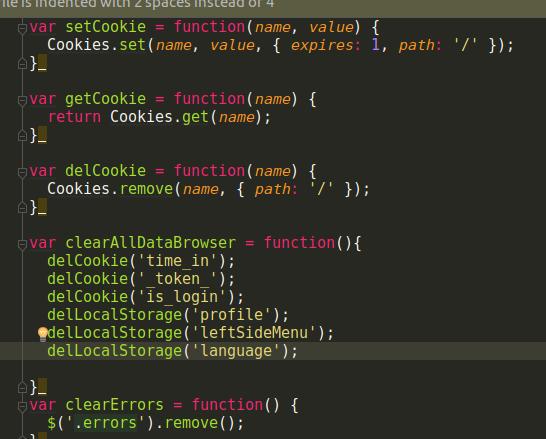 file is indented with 2 spaces instead of 4
var setCookie = function(name, value) {
  Cookies.set(name, value, { expires: 1, path: '/' });
}
var getCookie = function(name) {
  return Cookies.get(name);
}
var delCookie = function(name) {
  Cookies.remove(name, { path: '/' });
}
var clearAllDataBrowser = function(){
  delCookie('time_in');
  delCookie('_token_');
  delCookie('is_login');
  delLocalStorage('profile');
  delLocalStorage('leftSideMenu');
  delLocalStorage('language');
}
var clearErrors = function() {
  $('.errors').remove();
}